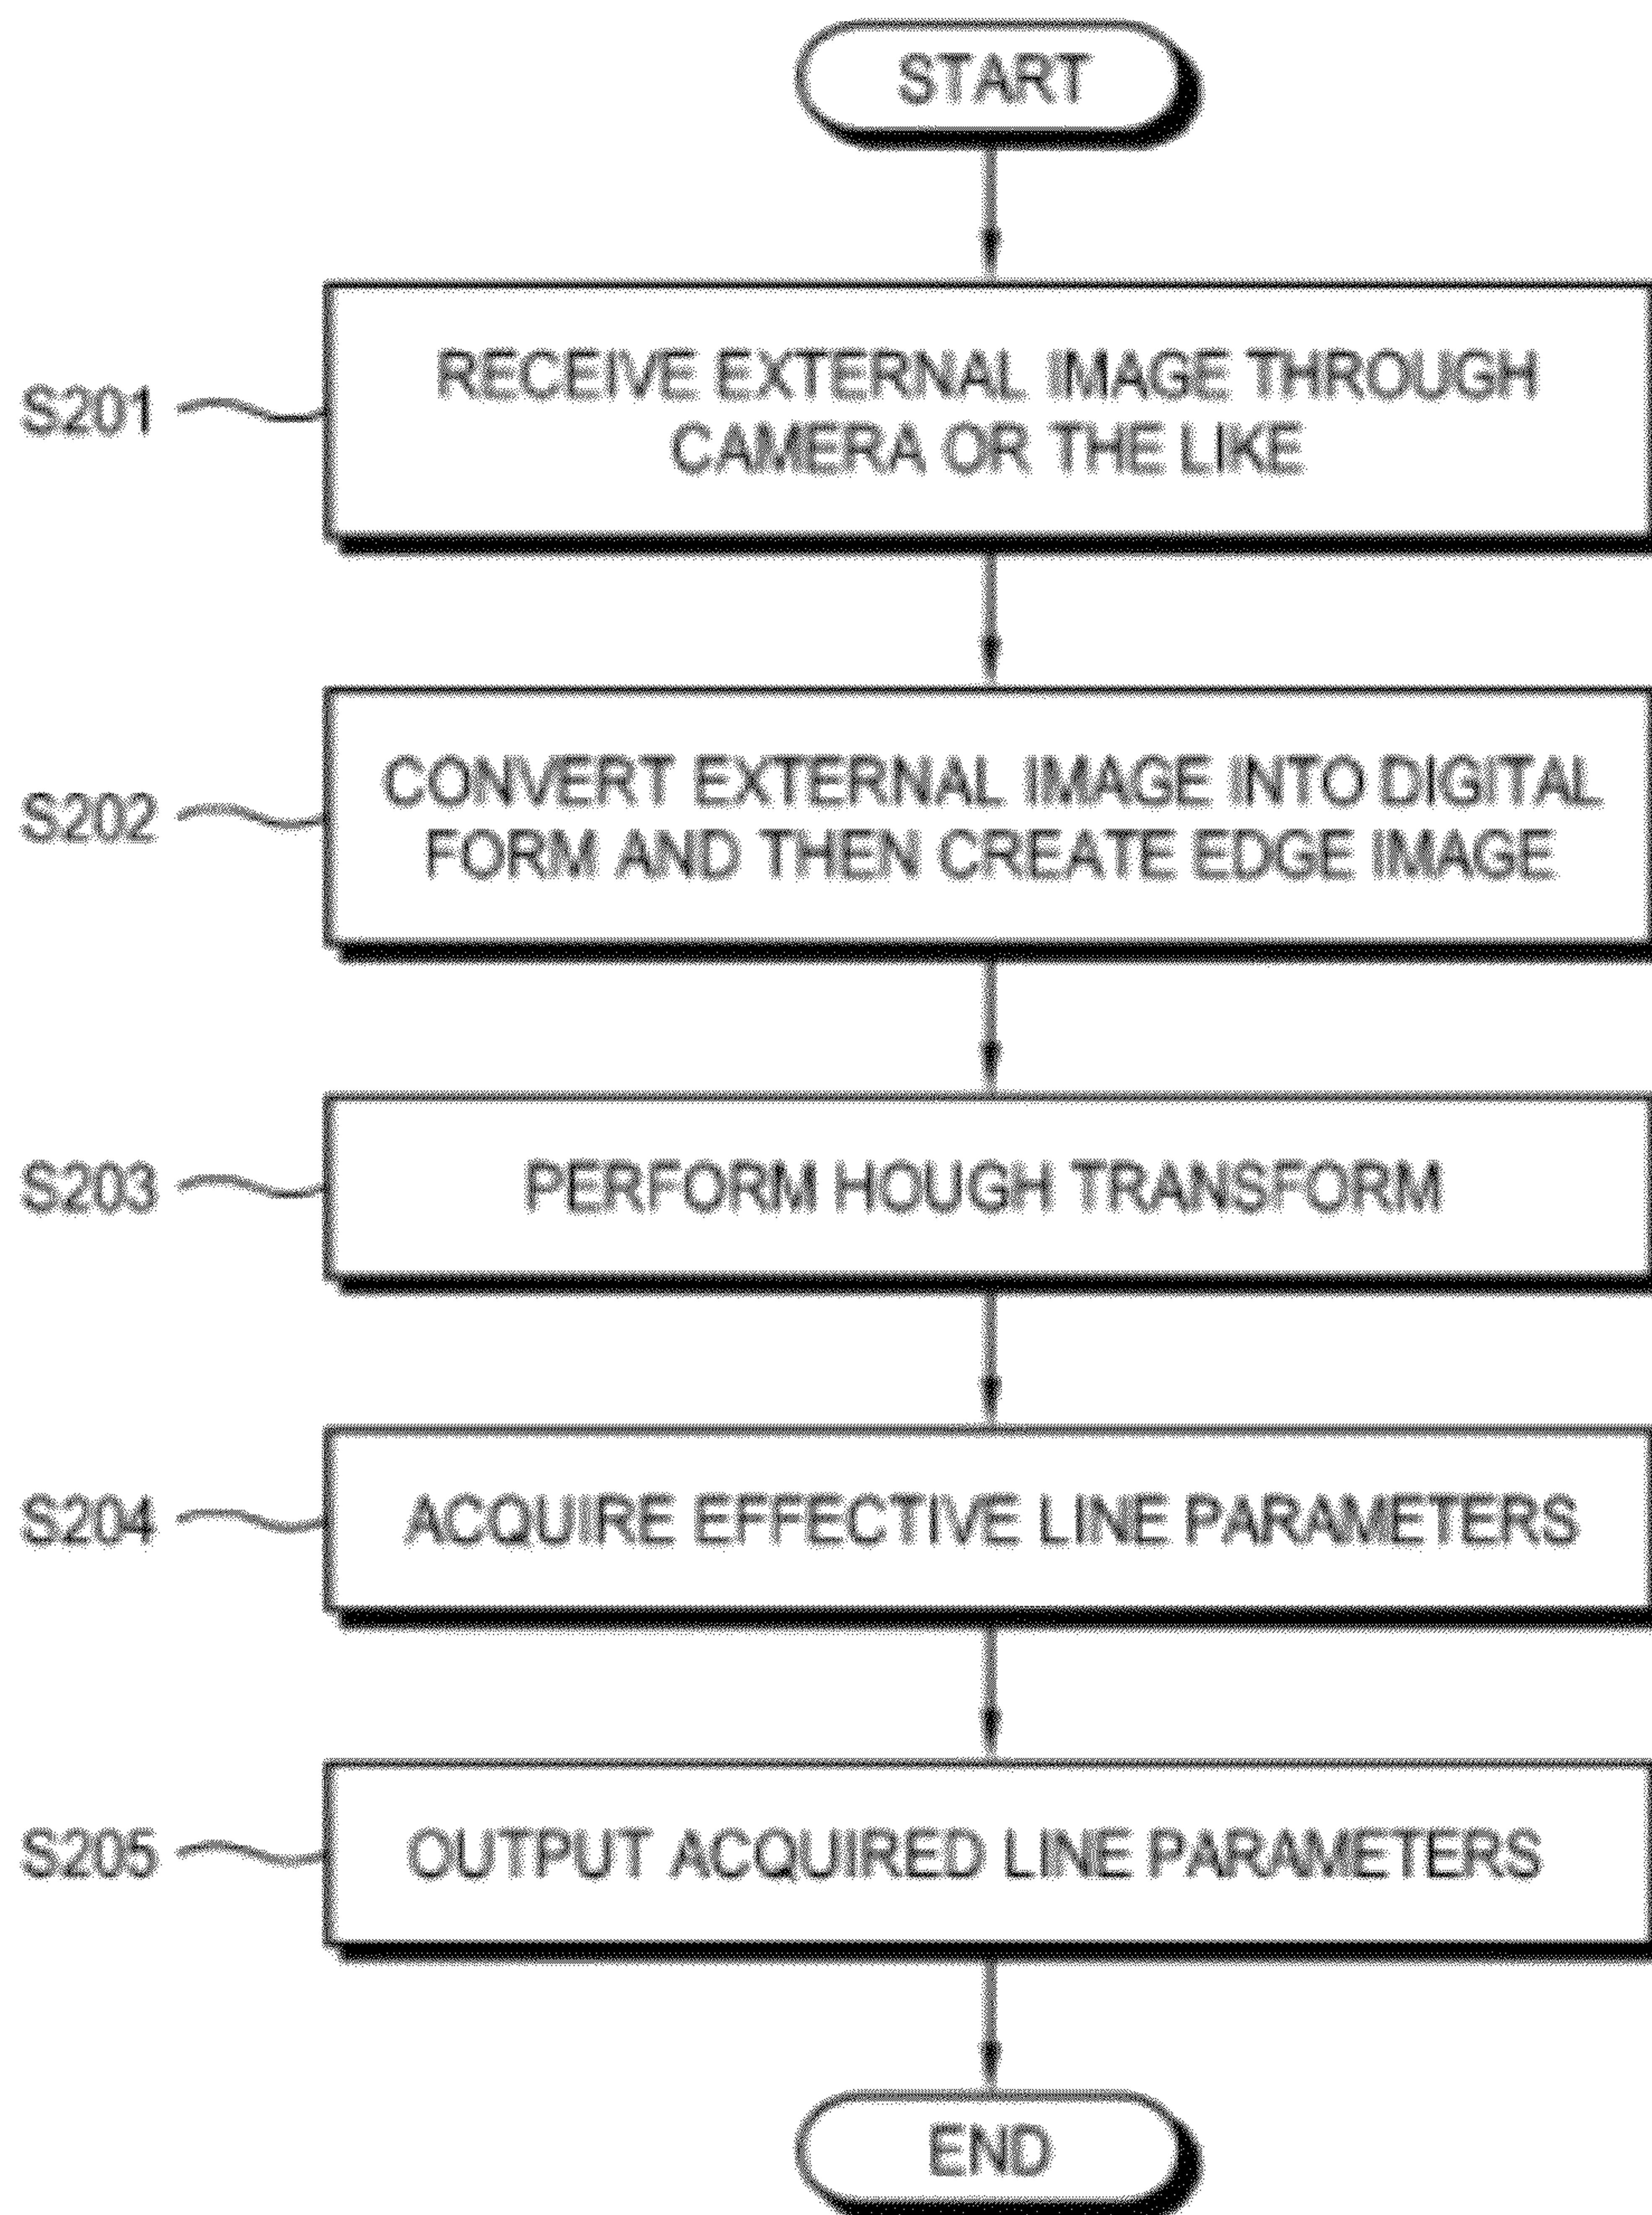 START
S201
RECEIVE EXTERNAL IMAGE THROUGH
CAMERA OR THE LIKE
S202
CONVERT EXTERNAL IMAGE INTO DIGITAL
FORM AND THEN CREATE EDGE IMAGE
S203
PERFORM HOUGH TRANSFORM
S204
ACQUIRE EFFECTIVE LINE PARAMETERS
S205
OUTPUT ACQUIRED LINE PARAMETERS
END